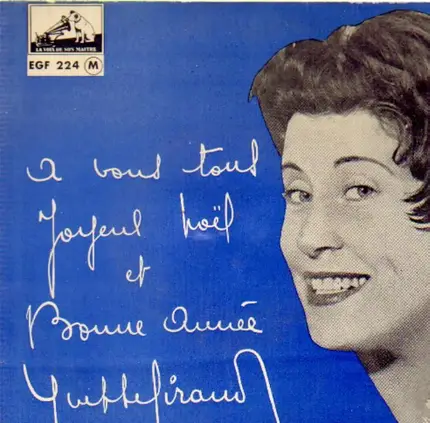 LA VOIX DE SON MAITRE
EGF 224 M
a vous tous
Joyeux noël
et
Bonne année
Yvette Giraud